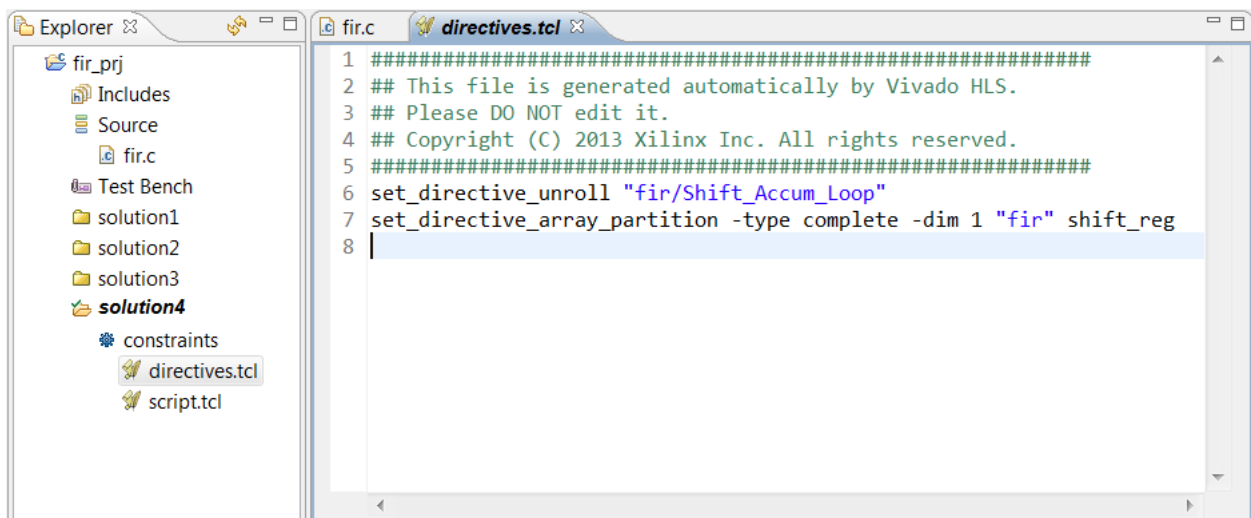 Explorer
fir_prj
Includes
Source
fir.c
Test Bench
solution1
solution2
solution3
solution4
constraints
directives.tcl
script.tcl
fir.c directives.tcl
1 ###########################################################
2 ## This file is generated automatically by Vivado HLS.
3 ## Please DO NOT edit it.
4 ## Copyright (C) 2013 Xilinx Inc. All rights reserved.
5 ###########################################################
6 set_directive_unroll "fir/Shift_Accum_Loop"
7 set_directive_array_partition -type complete -dim 1 "fir" shift_reg
8